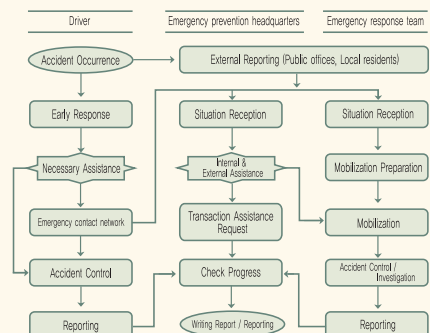 Driver
Emergency prevention headquarters
Emergency response team
Accident Occurrence
External Reporting (Public offices, Local residents)
Early Response
Situation Reception
Situation Reception
Necessary Assistance
Internal &
External Assistance
Mobilization Preparation
Emergency contact network
Transaction Assistance
Request
Mobilization
Accident Control
Check Progress
Accident Control /
Investigation
Reporting
Writing Report / Reporting
Reporting